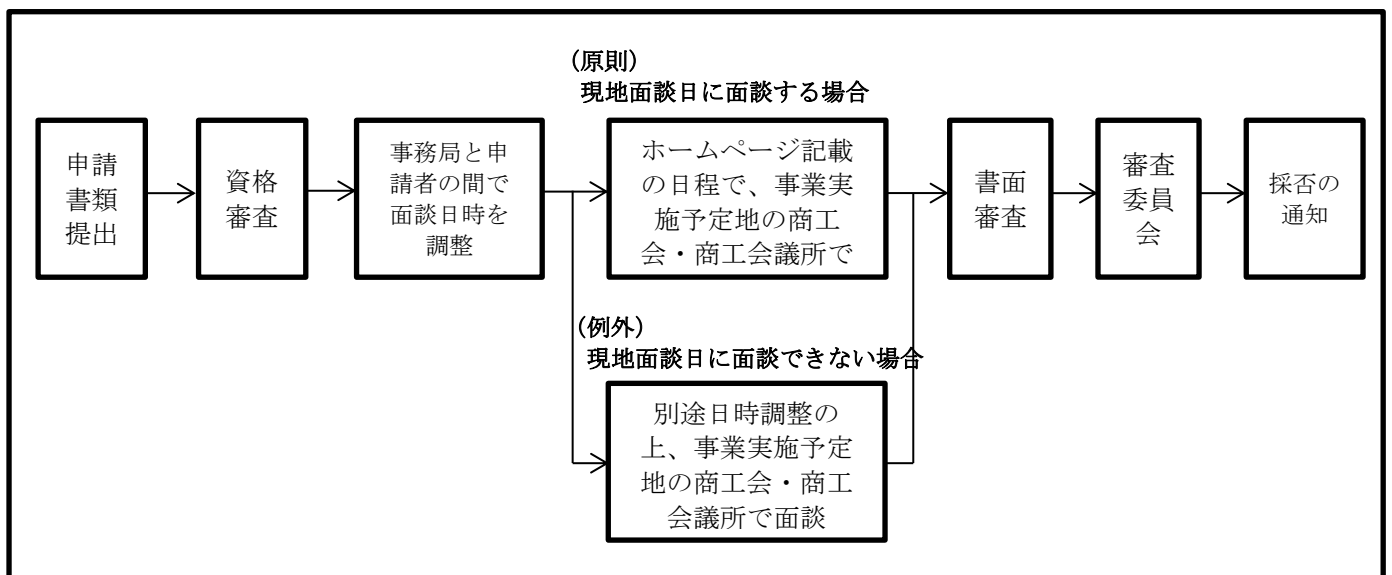 申請
書類
提出
資格
審査
事務局と申
請者の間で
面談日時を
調整
(原則)
現地面談日に面談する場合
ホームページ記載
の日程で、事業実
施予定地の商工
会・商工会議所で
(例外)
現地面談日に面談できない場合
別途日時調整の
上、事業実施予定
地の商工会・商工
会議所で面談
書面
審査
審査
委員
会
採否の
通知